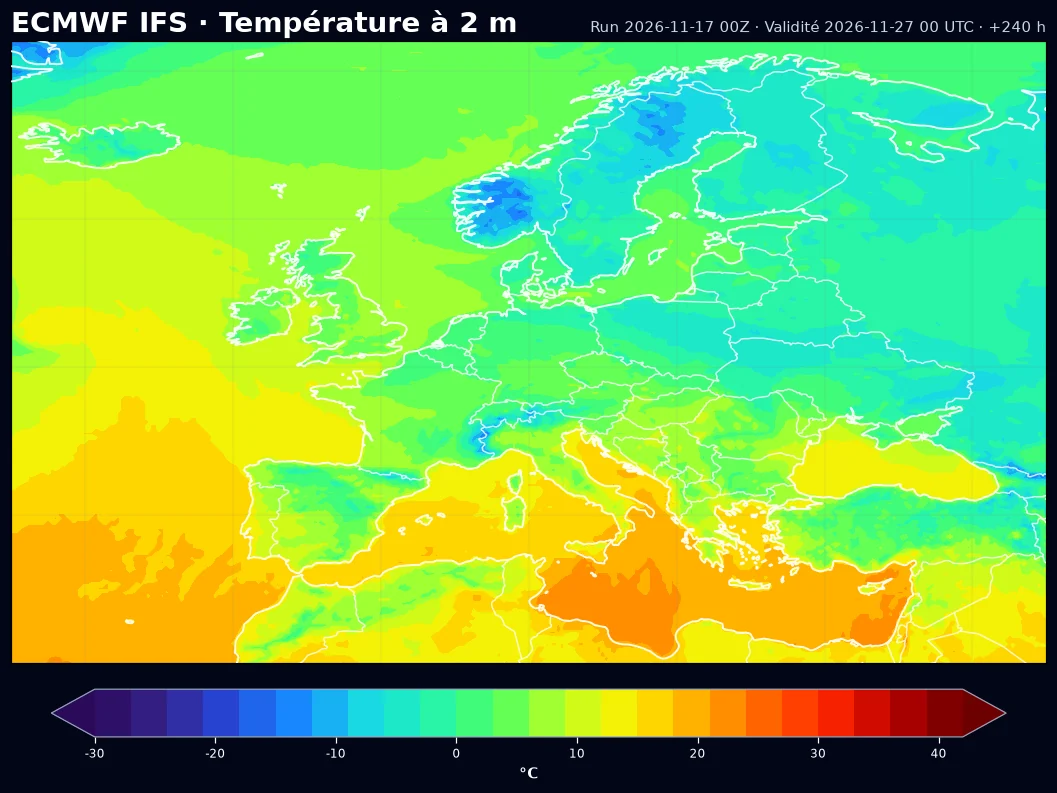 ECMWF IFS · Température à 2 m
Run 2026-11-17 00Z · Validité 2026-11-27 00 UTC · +240 h
-30 -20 -10 0 10 20 30 40
°C